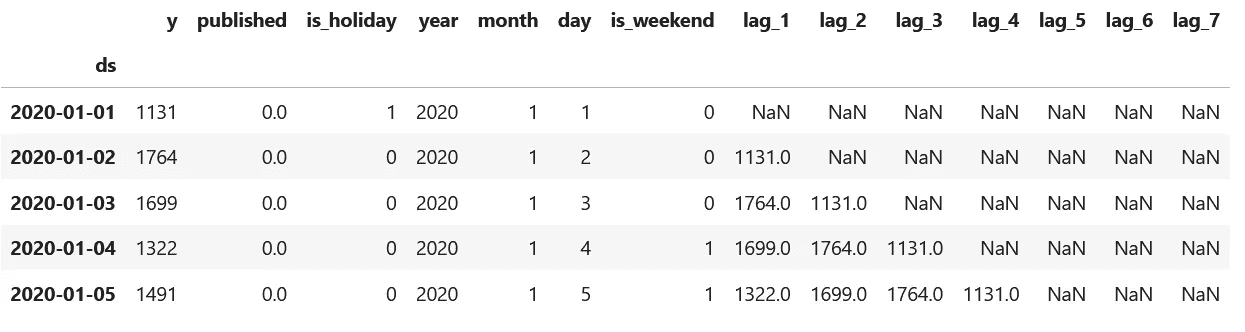 y published is_holiday year month day is_weekend lag_1 lag_2 lag_3 lag_4 lag_5 lag_6 lag_7
ds
2020-01-01 1131 0.0 1 2020 1 1 0 NaN NaN NaN NaN NaN NaN NaN
2020-01-02 1764 0.0 0 2020 1 2 0 1131.0 NaN NaN NaN NaN NaN NaN
2020-01-03 1699 0.0 0 2020 1 3 0 1764.0 1131.0 NaN NaN NaN NaN NaN
2020-01-04 1322 0.0 0 2020 1 4 1 1699.0 1764.0 1131.0 NaN NaN NaN NaN
2020-01-05 1491 0.0 0 2020 1 5 1 1322.0 1699.0 1764.0 1131.0 NaN NaN NaN